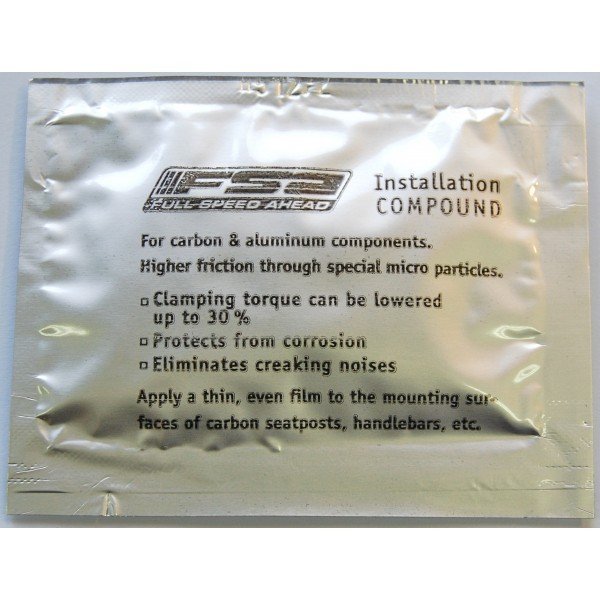 FSA
FULL SPEED AHEAD
Installation
COMPOUND
For carbon & aluminum components.
Higher friction through special micro particles.
Clamping torque can be lowered
up to 30 %
Protects from corrosion
Eliminates creaking noises
Apply a thin, even film to the mounting sur-
faces of carbon seatposts, handlebars, etc.